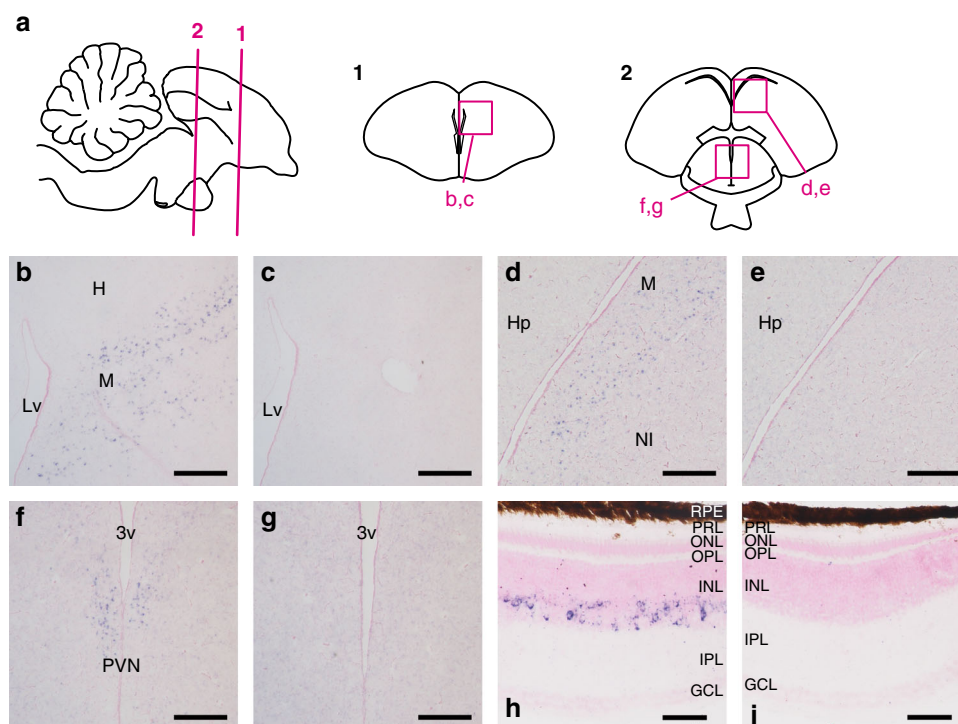 a
2 1
1
2
b,c
f,g
d,e
b
H
M
Lv
c
Lv
d
M
Hp
NI
e
Hp
f
3v
PVN
g
3v
RPE
PRL
ONL
OPL
INL
IPL
GCL
h
PRL
ONL
OPL
INL
IPL
GCL
i